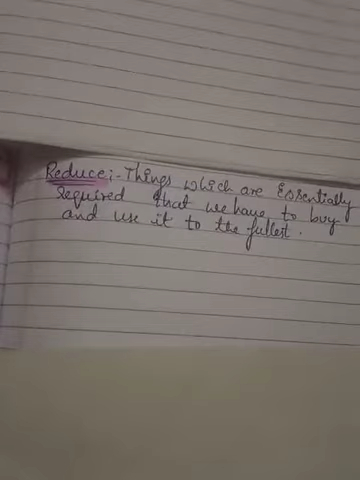 Reduce:- Things which are Essentially
required that we have to buy
and use it to the fullest.